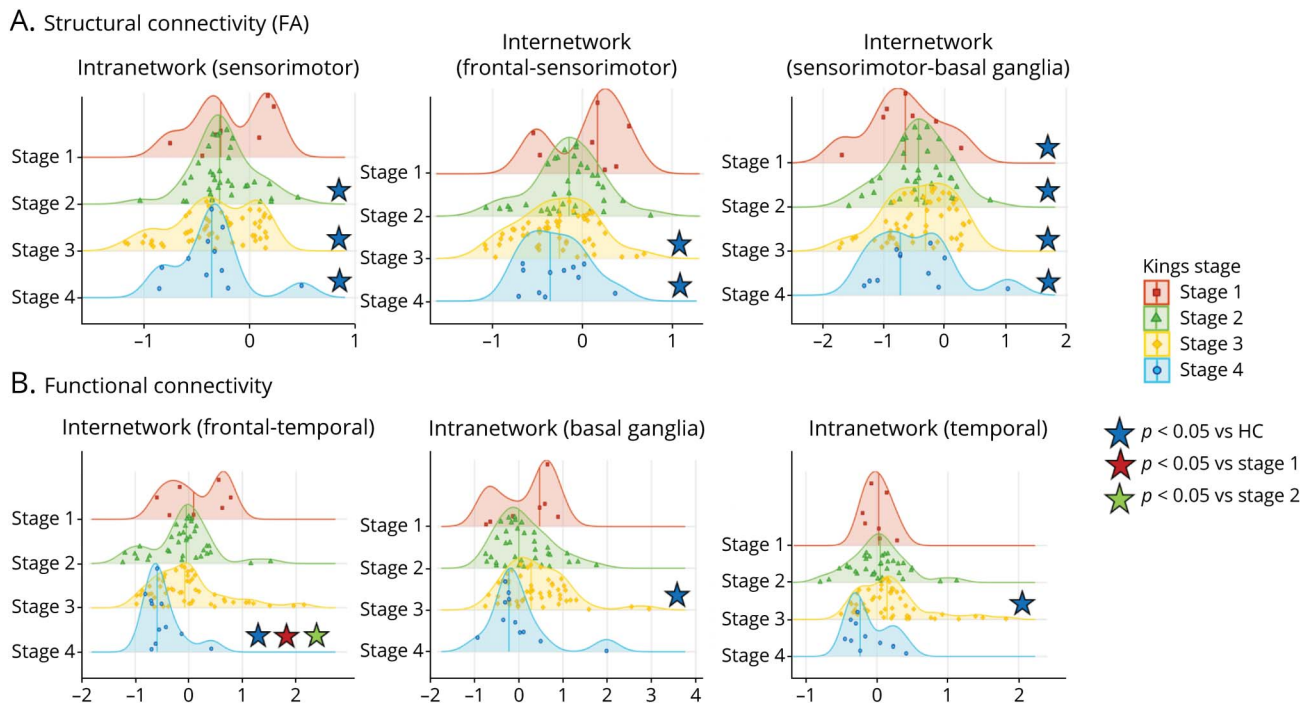 A. Structural connectivity (FA)
Intranetwork (sensorimotor)
Internetwork
(frontal-sensorimotor)
Internetwork
(sensorimotor-basal ganglia)
Stage 1
Stage 2
Stage 3
Stage 4
−1 0 1
Stage 1
Stage 2
Stage 3
Stage 4
−1 0 1
Stage 1
Stage 2
Stage 3
Stage 4
−2 −1 0 1 2
Kings stage
Stage 1
Stage 2
Stage 3
Stage 4
B. Functional connectivity
Internetwork (frontal-temporal)
Intranetwork (basal ganglia)
Intranetwork (temporal)
Stage 1
Stage 2
Stage 3
Stage 4
−2 −1 0 1 2
Stage 1
Stage 2
Stage 3
Stage 4
−2 −1 0 1 2 3 4
Stage 1
Stage 2
Stage 3
Stage 4
−1 0 1 2
p < 0.05 vs HC
p < 0.05 vs stage 1
p < 0.05 vs stage 2